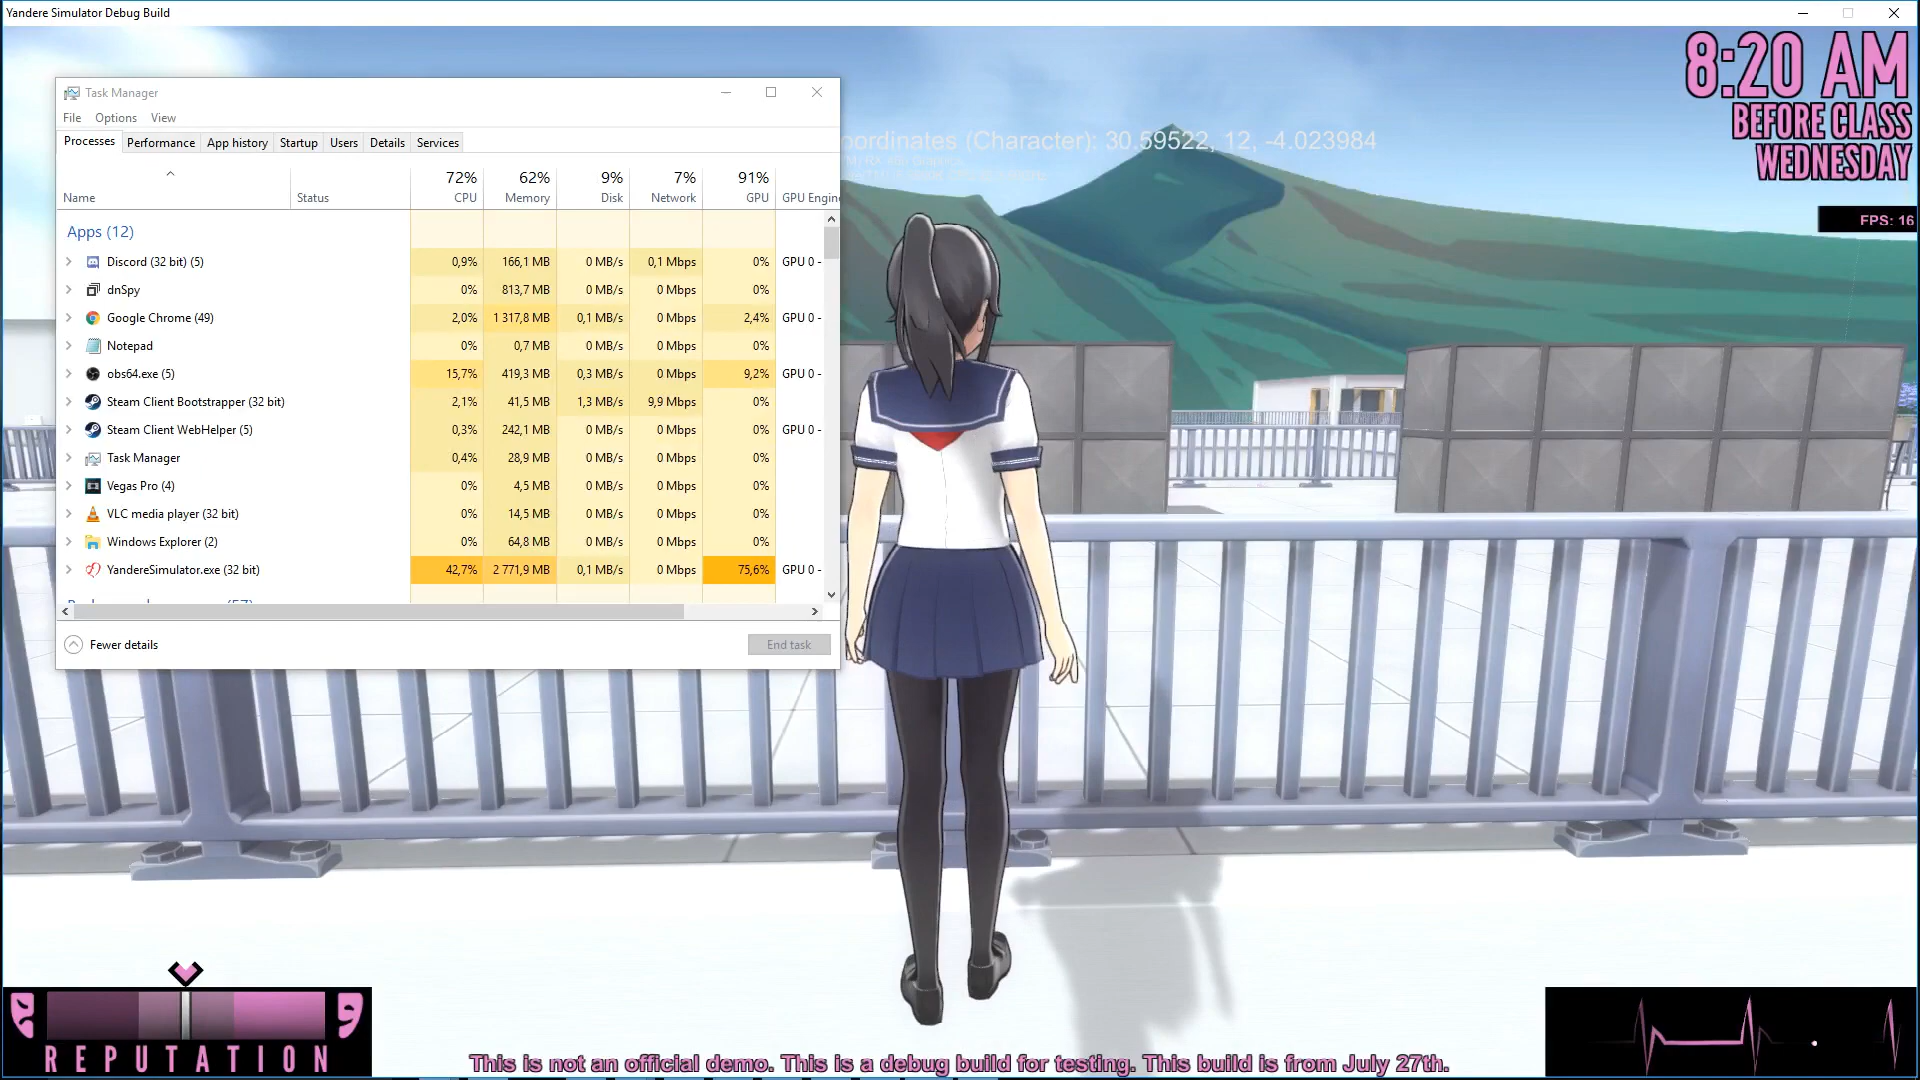 Yandere Simulator Debug Build
8:20 AM
BEFORE CLASS
WEDNESDAY
FPS: 16
oordinates (Character): 30.59522, 12, -4.023984
Task Manager
File Options View
Processes Performance App history Startup Users Details Services
72% 62% 9% 7% 91%
Name Status CPU Memory Disk Network GPU GPU Engine
Apps (12)
Discord (32 bit) (5) 0,9% 166,1 MB 0 MB/s 0,1 Mbps 0% GPU 0 -
dnSpy 0% 813,7 MB 0 MB/s 0 Mbps 0%
Google Chrome (49) 2,0% 1 317,8 MB 0,1 MB/s 0 Mbps 2,4% GPU 0 -
Notepad 0% 0,7 MB 0 MB/s 0 Mbps 0%
obs64.exe (5) 15,7% 419,3 MB 0,3 MB/s 0 Mbps 9,2% GPU 0 -
Steam Client Bootstrapper (32 bit) 2,1% 41,5 MB 1,3 MB/s 9,9 Mbps 0%
Steam Client WebHelper (5) 0,3% 242,1 MB 0 MB/s 0 Mbps 0% GPU 0 -
Task Manager 0,4% 28,9 MB 0 MB/s 0 Mbps 0%
Vegas Pro (4) 0% 4,5 MB 0 MB/s 0 Mbps 0%
VLC media player (32 bit) 0% 14,5 MB 0 MB/s 0 Mbps 0%
Windows Explorer (2) 0% 64,8 MB 0 MB/s 0 Mbps 0%
YandereSimulator.exe (32 bit) 42,7% 2 771,9 MB 0,1 MB/s 0 Mbps 75,6% GPU 0 -
Fewer details End task
REPUTATION
This is not an official demo. This is a debug build for testing. This build is from July 27th.